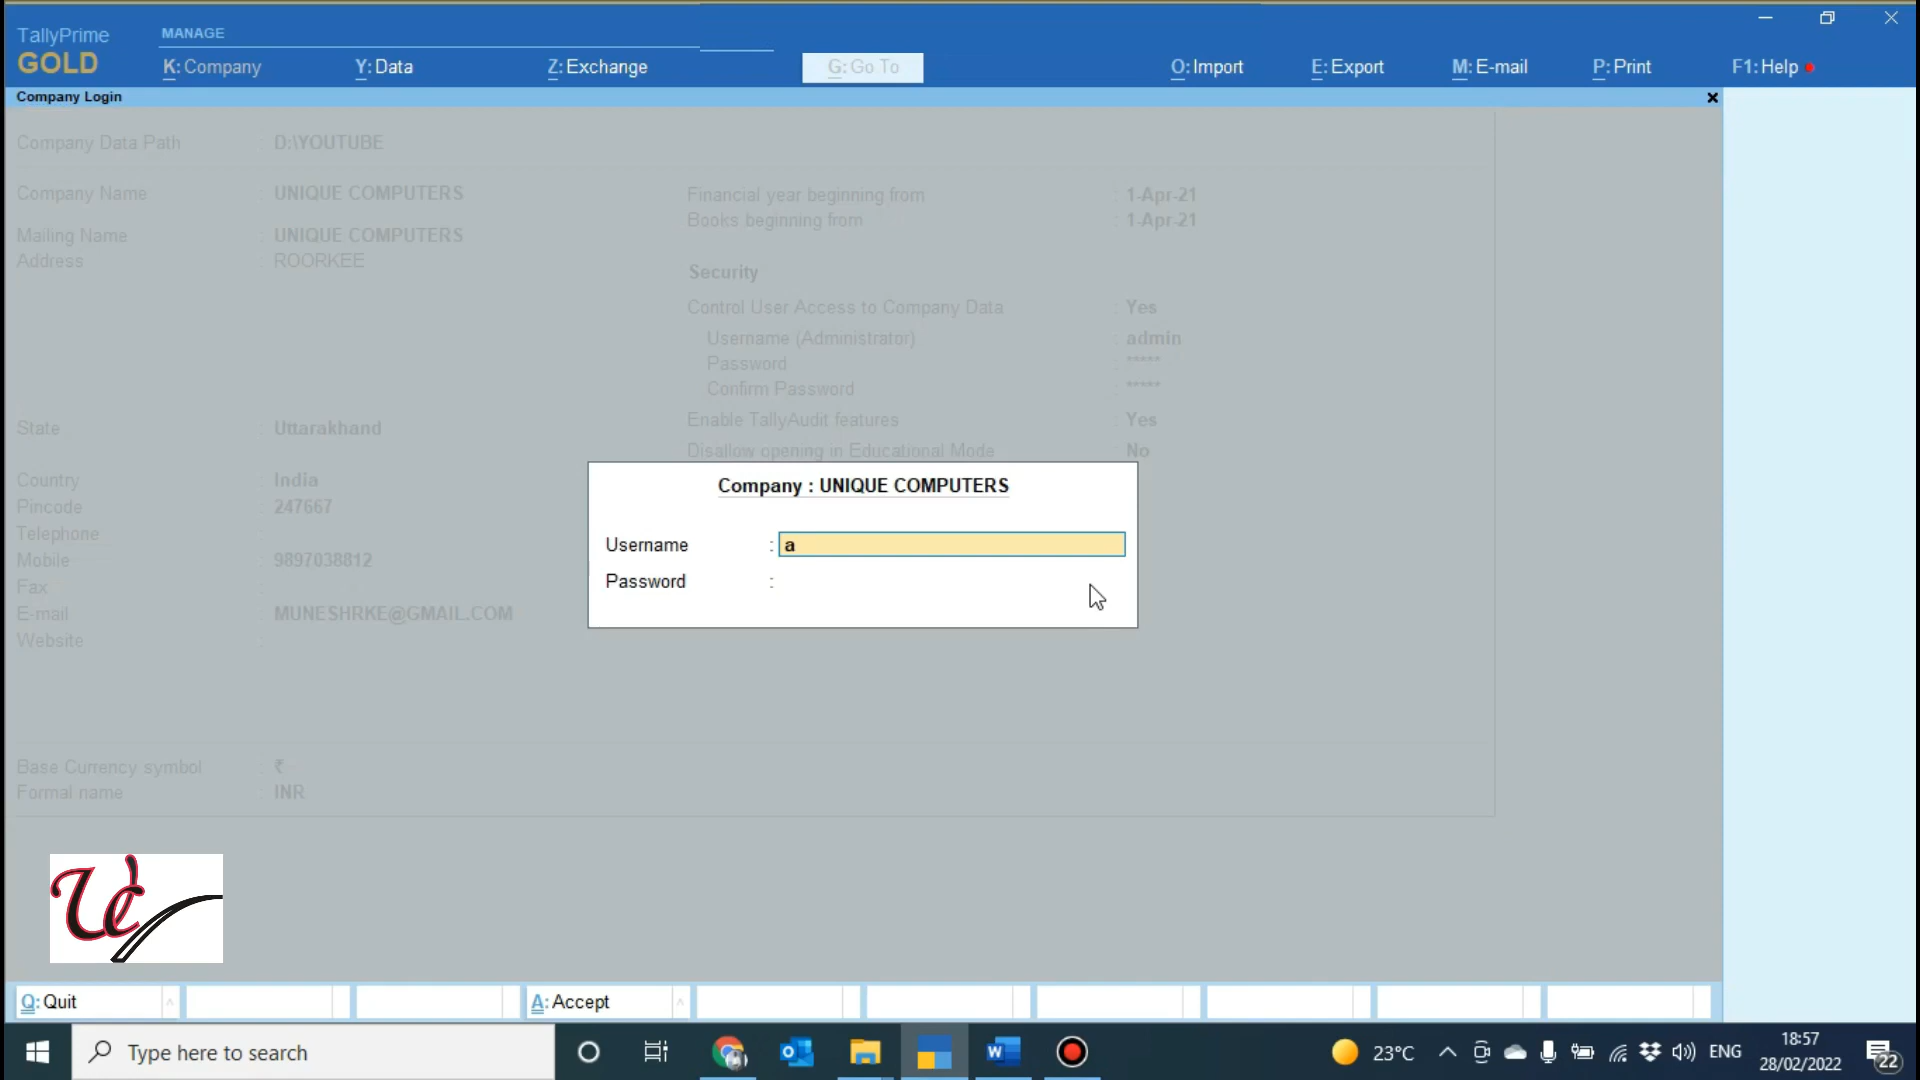 TallyPrime
GOLD
MANAGE
K: Company
Y: Data
Z: Exchange
G: Go To
O: Import
E: Export
M: E-mail
P: Print
F1: Help
Company Login
Company Data Path : D:\YOUTUBE
Company Name : UNIQUE COMPUTERS
Mailing Name : UNIQUE COMPUTERS
Address : ROORKEE
State : Uttarakhand
Country : India
Pincode : 247667
Telephone :
Mobile : 9897038812
Fax :
E-mail : MUNESHRKE@GMAIL.COM
Website :
Financial year beginning from : 1-Apr-21
Books beginning from : 1-Apr-21
Security
Control User Access to Company Data : Yes
Username (Administrator) : admin
Password : *****
Confirm Password : *****
Enable TallyAudit features : Yes
Disallow opening in Educational Mode No
Company : UNIQUE COMPUTERS
Username : a
Password :
Base Currency symbol : ₹
Formal name : INR
Uc
Q: Quit
A: Accept
Type here to search
23°C
ENG
18:57
28/02/2022
22